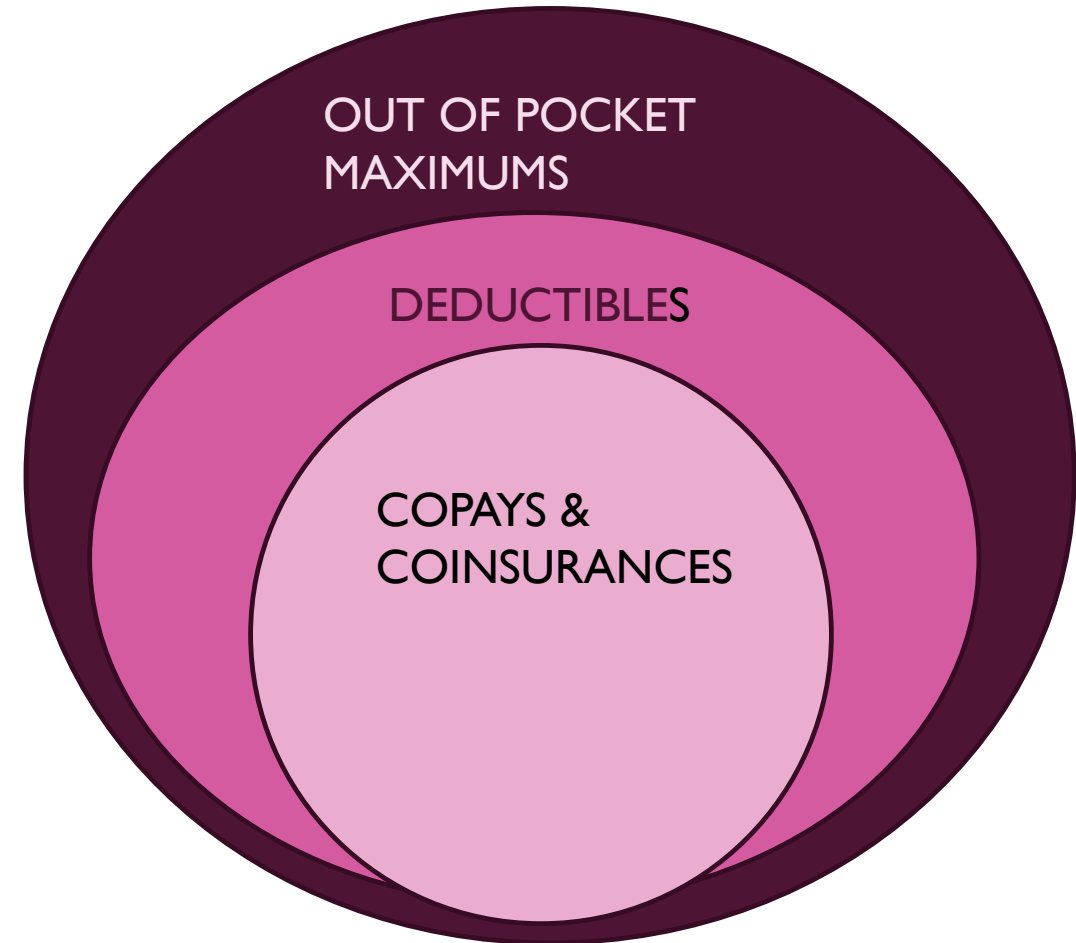 OUT OF POCKET
MAXIMUMS
DEDUCTIBLES
COPAYS &
COINSURANCES